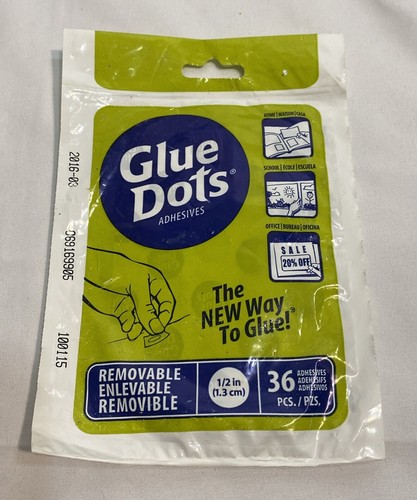 Glue
Dots®
ADHESIVES
HOME | MAISON | CASA
SCHOOL | ÉCOLE | ESCUELA
OFFICE | BUREAU | OFICINA
SALE
20% OFF
The
NEW Way
To Glue!®
REMOVABLE
ENLEVABLE
REMOVIBLE
1/2 in
(1.3 cm)
36
ADHESIVES
ADHÉSIFS
ADHESIVOS
PCS. / PZS.
2016-03
069169905
100115